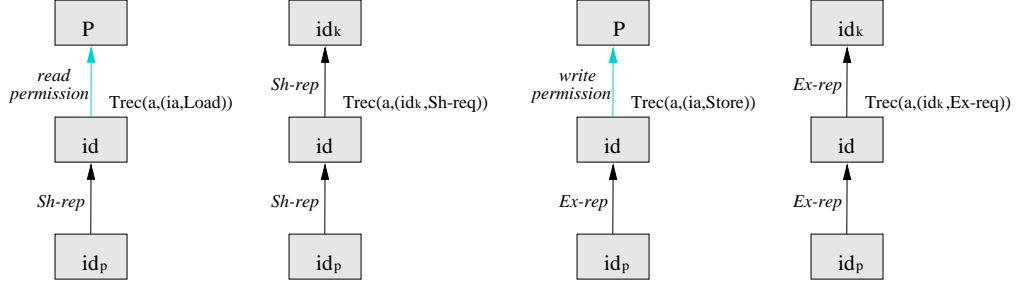 P
read
permission
Trec(a,(ia,Load))
id
Sh-rep
idp
idk
Sh-rep
Trec(a,(idk,Sh-req))
id
Sh-rep
idp
P
write
permission
Trec(a,(ia,Store))
id
Ex-rep
idp
idk
Ex-rep
Trec(a,(idk,Ex-req))
id
Ex-rep
idp